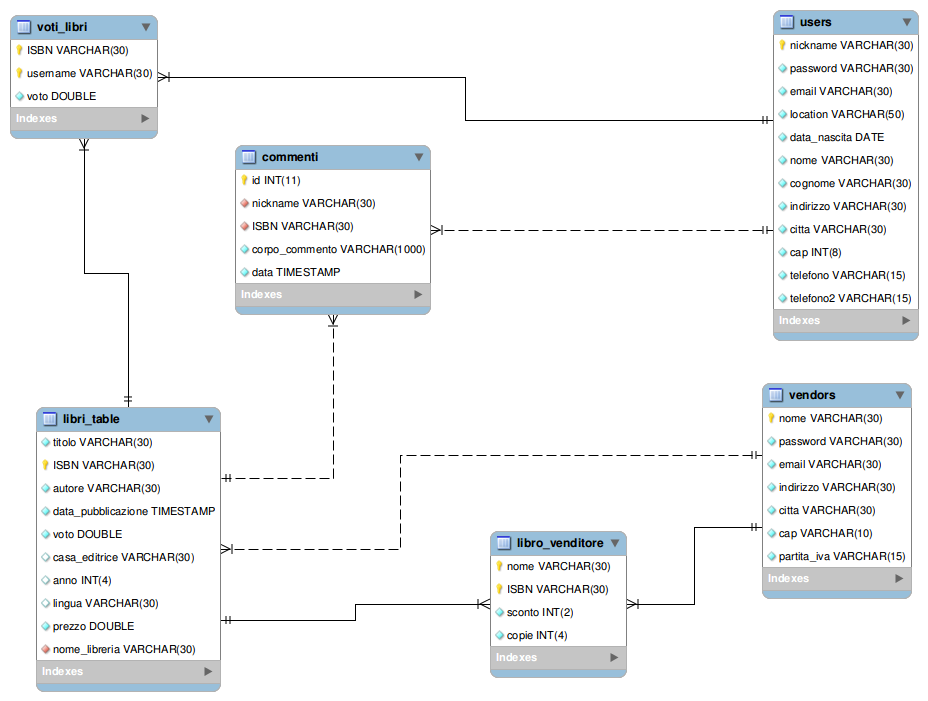 voti_libri
ISBN VARCHAR(30)
username VARCHAR(30)
voto DOUBLE
Indexes
users
nickname VARCHAR(30)
password VARCHAR(30)
email VARCHAR(30)
location VARCHAR(50)
data_nascita DATE
nome VARCHAR(30)
cognome VARCHAR(30)
indirizzo VARCHAR(30)
citta VARCHAR(30)
cap INT(8)
telefono VARCHAR(15)
telefono2 VARCHAR(15)
Indexes
commenti
id INT(11)
nickname VARCHAR(30)
ISBN VARCHAR(30)
corpo_commento VARCHAR(1000)
data TIMESTAMP
Indexes
libri_table
titolo VARCHAR(30)
ISBN VARCHAR(30)
autore VARCHAR(30)
data_pubblicazione TIMESTAMP
voto DOUBLE
casa_editrice VARCHAR(30)
anno INT(4)
lingua VARCHAR(30)
prezzo DOUBLE
nome_libreria VARCHAR(30)
Indexes
vendors
nome VARCHAR(30)
password VARCHAR(30)
email VARCHAR(30)
indirizzo VARCHAR(30)
citta VARCHAR(30)
cap VARCHAR(10)
partita_iva VARCHAR(15)
Indexes
libro_venditore
nome VARCHAR(30)
ISBN VARCHAR(30)
sconto INT(2)
copie INT(4)
Indexes